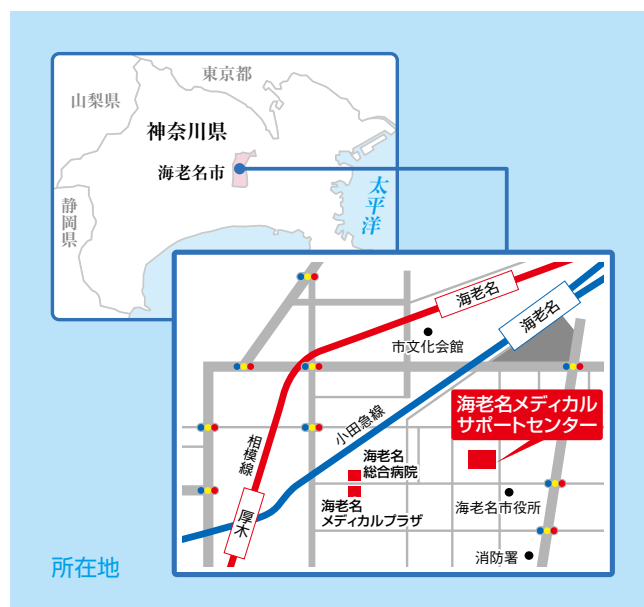 東京都
山梨県
神奈川県
海老名市
静岡県
太平洋
海老名
海老名
市文化会館
海老名メディカル
サポートセンター
小田急線
相模線
海老名
総合病院
海老名
メディカルプラザ
海老名市役所
厚木
消防署
所在地